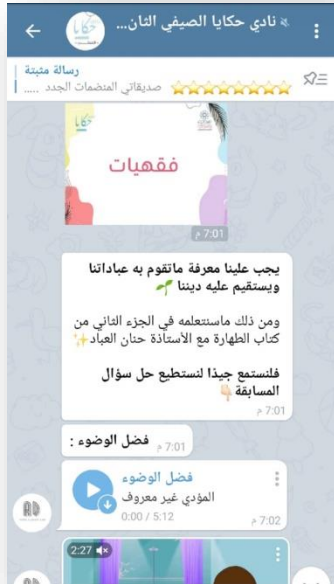 نادي حكايا الصيفي الثان...
رسالة مثبتة
⭐⭐⭐⭐⭐⭐⭐⭐ صديقاتي المنضمات الجدد .....
حكايا
فقهيات
7:01 م
يجب علينا معرفة ماتقوم به عباداتنا
ويستقيم عليه ديننا 🌱
ومن ذلك ماسنتعلمه في الجزء الثاني من
كتاب الطهارة مع الأستاذة حنان العباد ✨
فلنستمع جيدًا لنستطيع حل سؤال
المسابقة 👇🏻
7:01 م
فضل الوضوء :
7:01 م
فضل الوضوء
المؤدي غير معروف
0:00 / 5:12
7:02 م
2:27